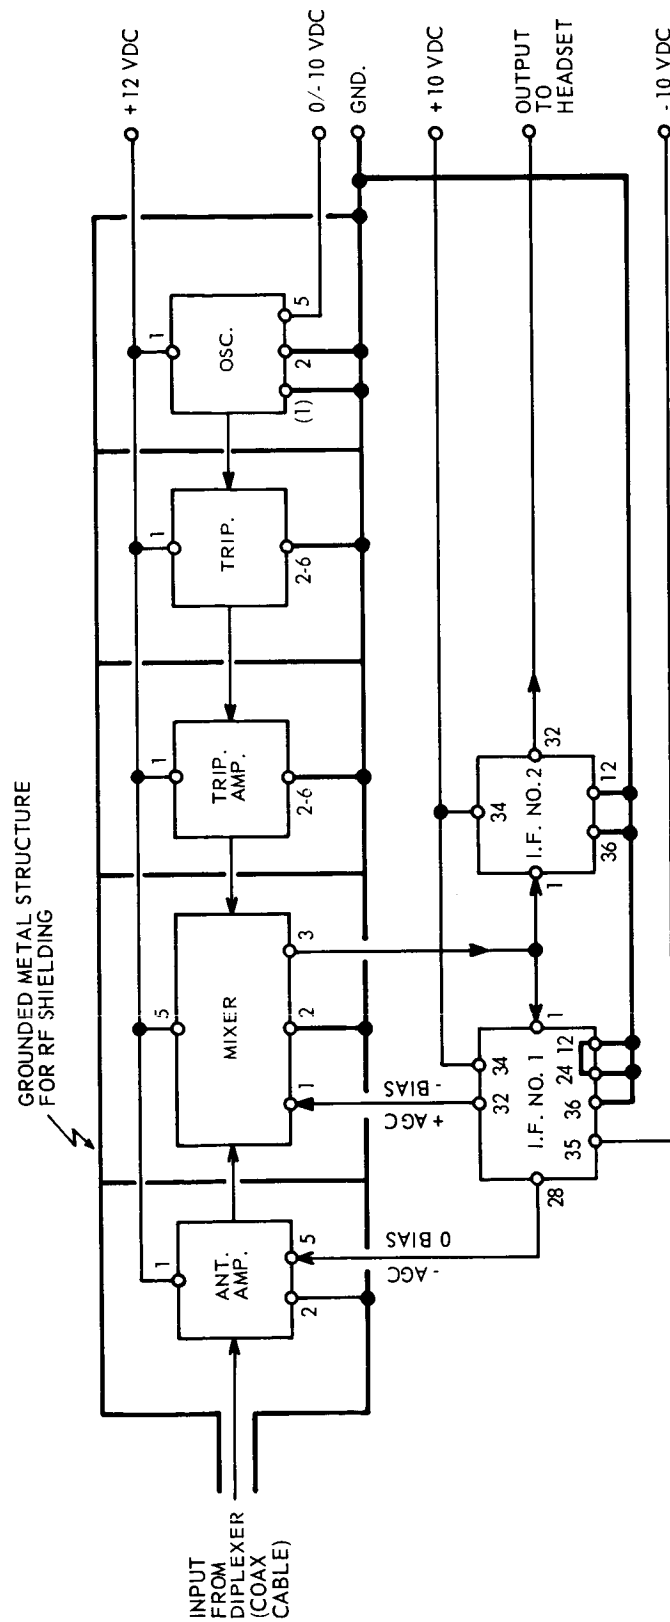 GROUNDED METAL STRUCTURE
FOR RF SHIELDING
INPUT
FROM
DIPLEXER
(COAX
CABLE)
ANT.
AMP.
1
2
5
MIXER
5
1
2
3
TRIP.
AMP.
1
2-6
TRIP.
1
2-6
OSC.
1
(1)
2
5
+12 VDC
0/-10 VDC
GND.
+10 VDC
OUTPUT
TO
HEADSET
-10 VDC
- AGC
0 BIAS
+ AGC
- BIAS
I.F. NO. 1
28
32
34
1
35
36
24
12
I.F. NO. 2
1
34
32
36
12